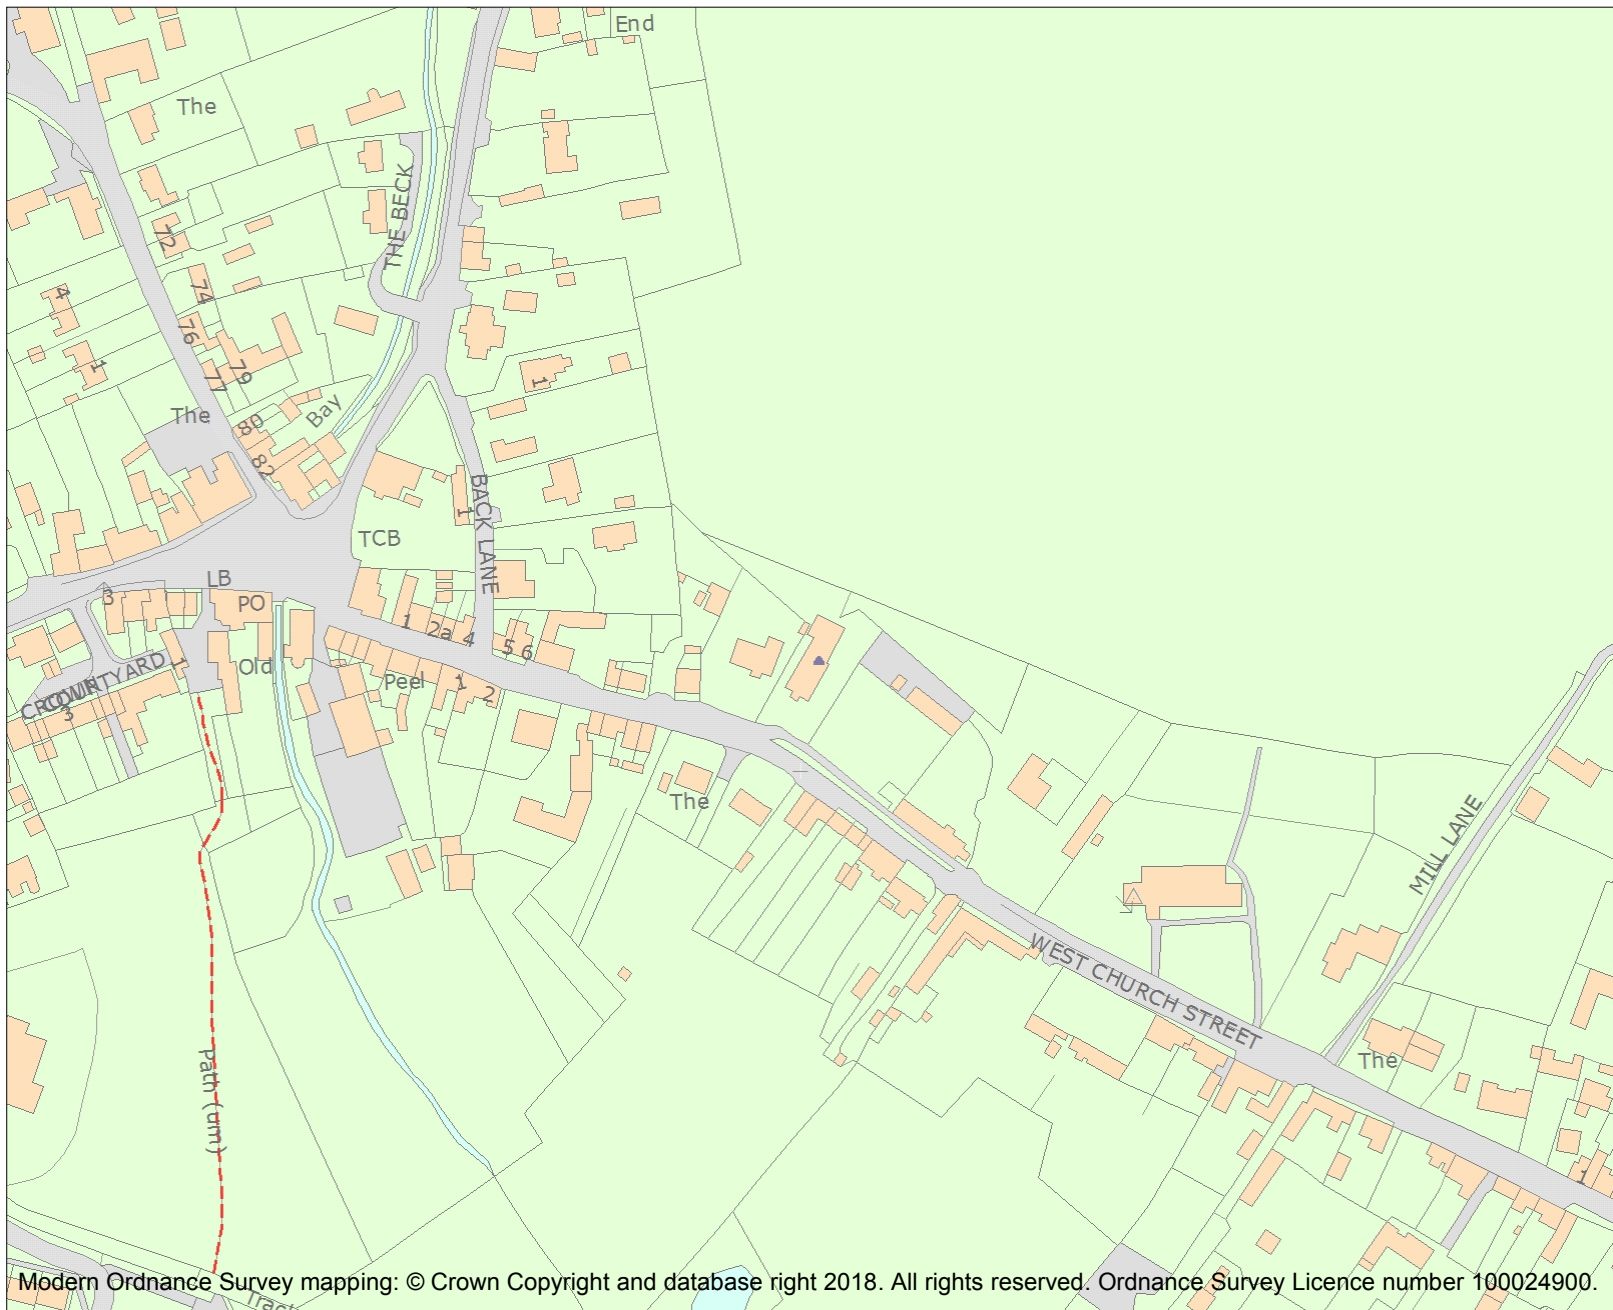 End
The
THE BECK
72
74
4
76
1
79
77
1
The
Bay
80
82
BACK LANE
1
TCB
LB
3
PO
1
2a
4
5
6
1
Old
CROWN
COURTYARD
Peel
1
2
3
The
MILL LANE
WEST CHURCH STREET
The
Path (um)
1
Modern Ordnance Survey mapping: © Crown Copyright and database right 2018. All rights reserved. Ordnance Survey Licence number 100024900.